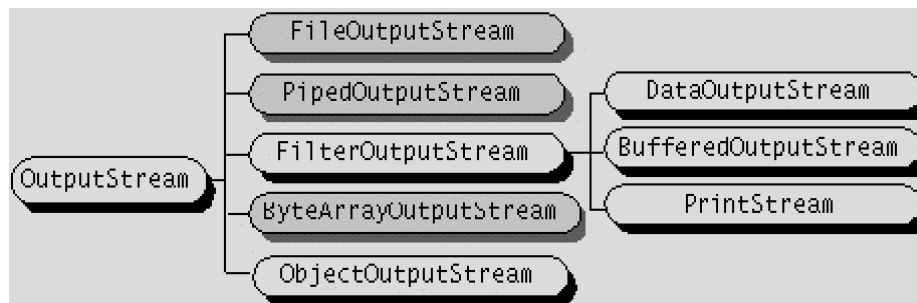 FileOutputStream
PipedOutputStream
DataOutputStream
FilterOutputStream
BufferedOutputStream
OutputStream
ByteArrayOutputStream
PrintStream
ObjectOutputStream